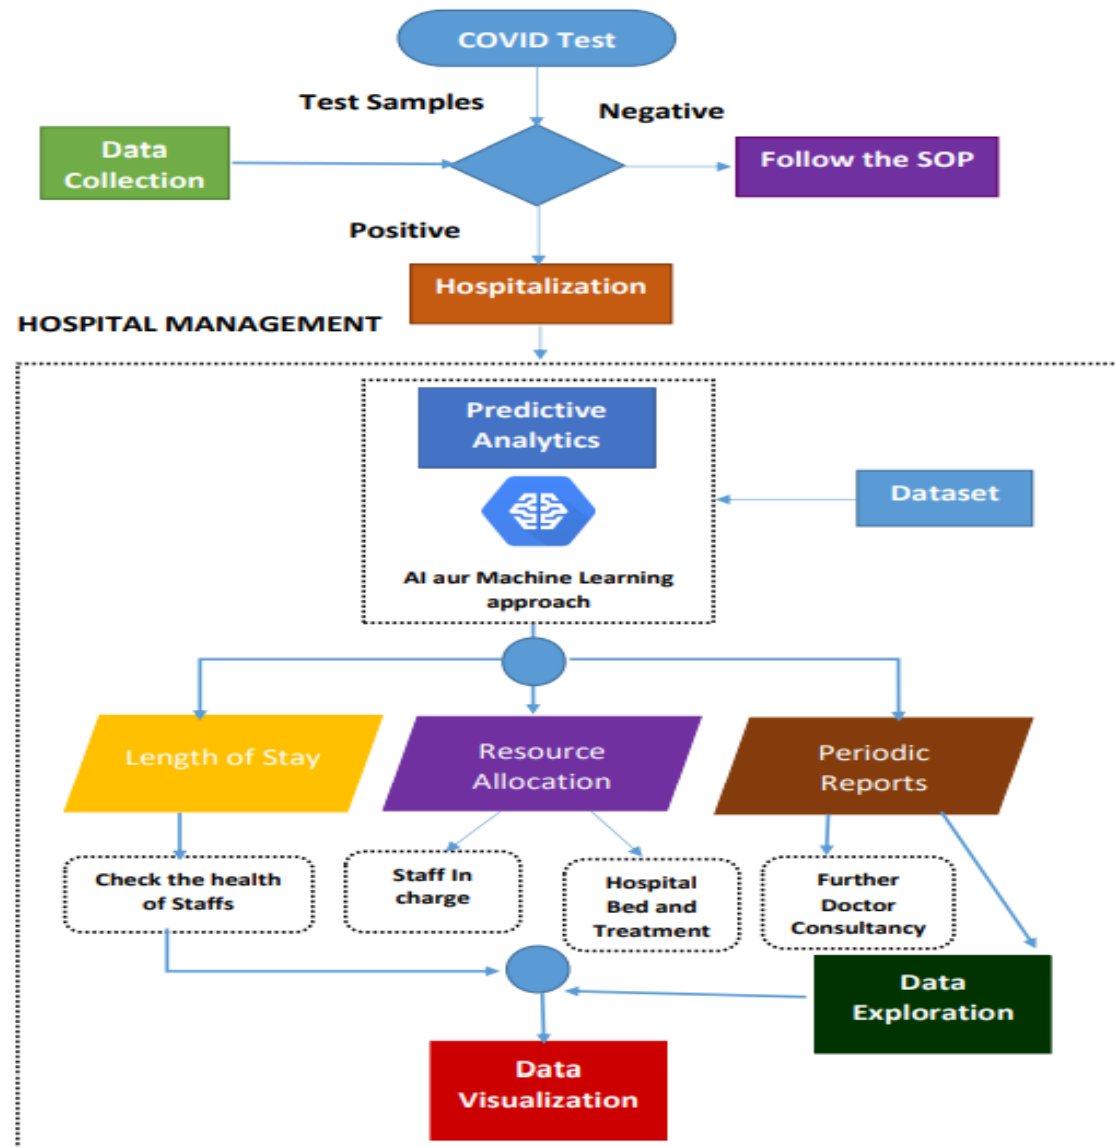 COVID Test
Test Samples
Negative
Data
Collection
Follow the SOP
Positive
Hospitalization
HOSPITAL MANAGEMENT
Predictive
Analytics
Dataset
AI aur Machine Learning
approach
Length of Stay
Resource
Allocation
Periodic
Reports
Check the health
of Staffs
Staff In
charge
Hospital
Bed and
Treatment
Further
Doctor
Consultancy
Data
Exploration
Data
Visualization